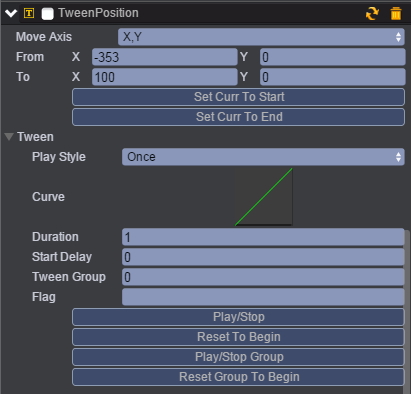 T TweenPosition
Move Axis X,Y
From X -353 Y 0
To X 100 Y 0
Set Curr To Start
Set Curr To End
Tween
Play Style Once
Curve
Duration 1
Start Delay 0
Tween Group 0
Flag
Play/Stop
Reset To Begin
Play/Stop Group
Reset Group To Begin